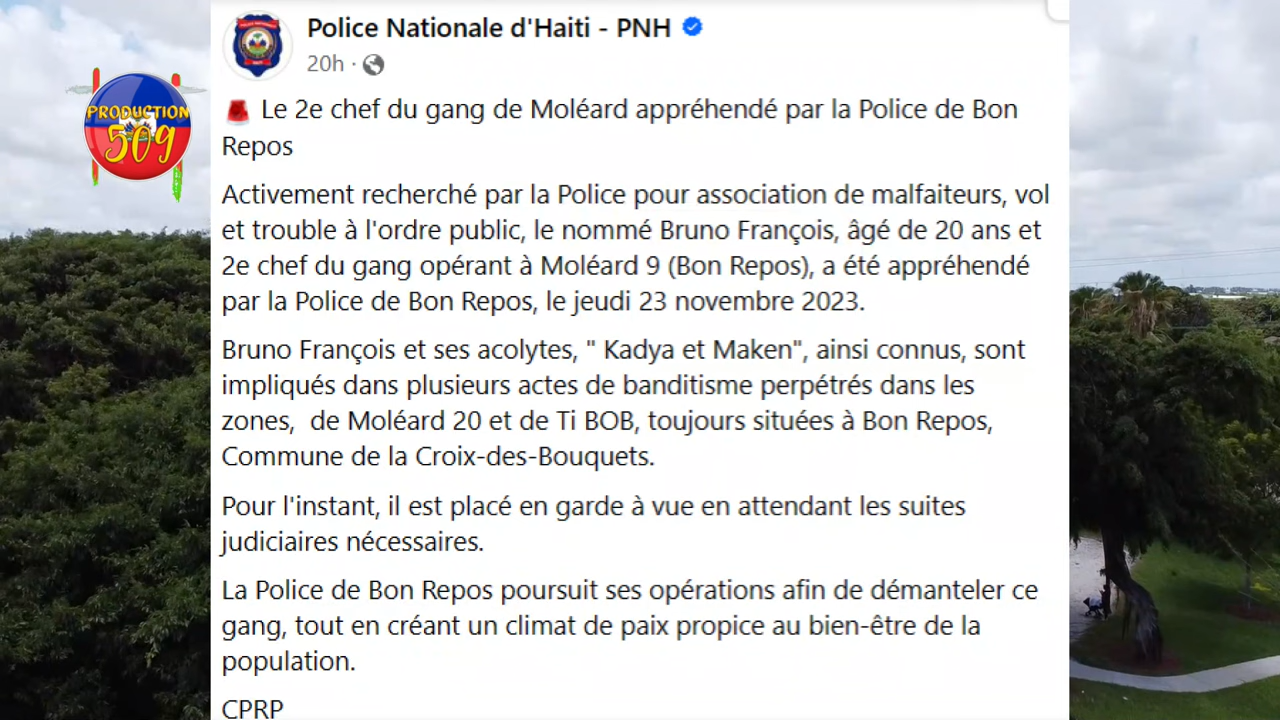 Police Nationale d'Haiti - PNH
20h ·
PRODUCTION
509
Le 2e chef du gang de Moléard appréhendé par la Police de Bon
Repos
Activement recherché par la Police pour association de malfaiteurs, vol
et trouble à l'ordre public, le nommé Bruno François, âgé de 20 ans et
2e chef du gang opérant à Moléard 9 (Bon Repos), a été appréhendé
par la Police de Bon Repos, le jeudi 23 novembre 2023.
Bruno François et ses acolytes, " Kadya et Maken", ainsi connus, sont
impliqués dans plusieurs actes de banditisme perpétrés dans les
zones,  de Moléard 20 et de Ti BOB, toujours situées à Bon Repos,
Commune de la Croix-des-Bouquets.
Pour l'instant, il est placé en garde à vue en attendant les suites
judiciaires nécessaires.
La Police de Bon Repos poursuit ses opérations afin de démanteler ce
gang, tout en créant un climat de paix propice au bien-être de la
population.
CPRP